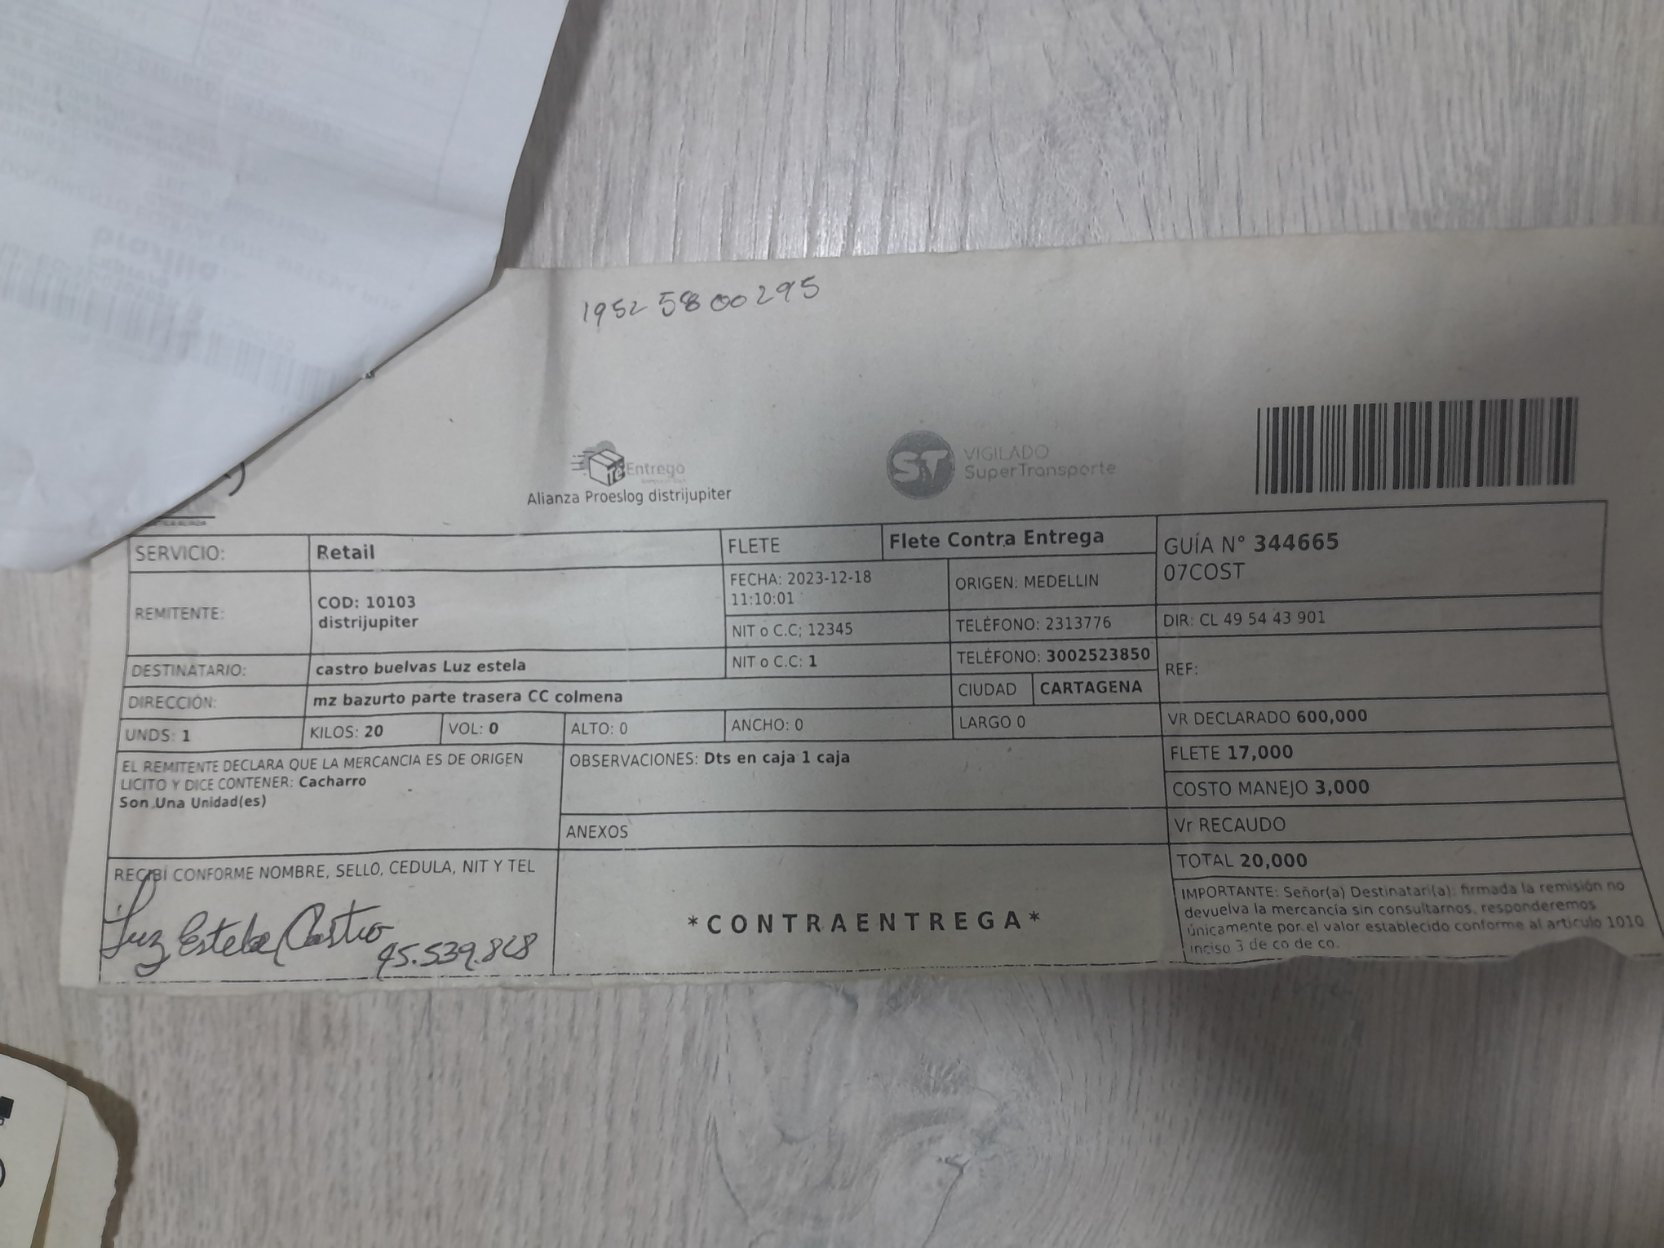 1952 5800295
Entrego
Alianza Proeslog distrijupiter
ST
VIGILADO
SuperTransporte
SERVICIO:
Retail
FLETE
Flete Contra Entrega
GUÍA N° 344665
07COST
REMITENTE:
COD: 10103
distrijupiter
FECHA: 2023-12-18
11:10:01
ORIGEN: MEDELLIN
NIT o C.C; 12345
TELÉFONO: 2313776
DIR: CL 49 54 43 901
DESTINATARIO:
castro buelvas Luz estela
NIT o C.C: 1
TELÉFONO: 3002523850
REF:
DIRECCIÓN:
mz bazurto parte trasera CC colmena
CIUDAD
CARTAGENA
UNDS: 1
KILOS: 20
VOL: 0
ALTO: 0
ANCHO: 0
LARGO 0
VR DECLARADO 600,000
EL REMITENTE DECLARA QUE LA MERCANCIA ES DE ORIGEN
LICITO Y DICE CONTENER: Cacharro
Son Una Unidad(es)
OBSERVACIONES: Dts en caja 1 caja
FLETE 17,000
COSTO MANEJO 3,000
ANEXOS
Vr RECAUDO
TOTAL 20,000
RECIBÍ CONFORME NOMBRE, SELLO, CEDULA, NIT Y TEL
Luz Estela Castro
45.539.828
*CONTRAENTREGA*
IMPORTANTE: Señor(a) Destinatari(a): firmada la remisión no
devuelva la mercancía sin consultarnos, responderemos
únicamente por el valor establecido conforme al articulo 1010
inciso 3 de co de co.